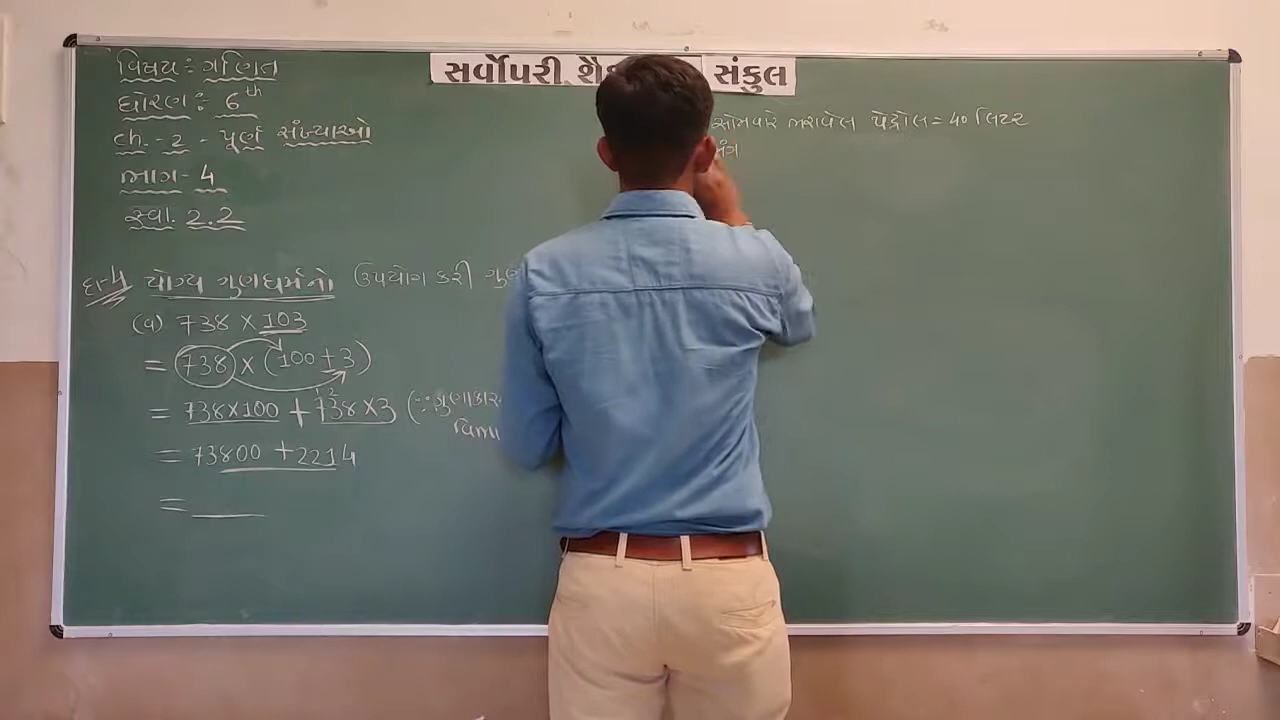 સર્વોપરી શૈ સંકુલ
વિષય : ગણિત
ધોરણ : 6th
ch. - 2 - પૂર્ણ સંખ્યાઓ
ભાગ - 4
સ્વા. 2.2
સોમવારે ભરાવેલ પેટ્રોલ = 40 લિટર
મંગ
દા-4 યોગ્ય ગુણધર્મનો ઉપયોગ કરી ગુણ
(a) 738 × 103
= 738 × (100 + 3)
= 738×100 + 738×3 (∵ ગુણાકાર
= 73800 + 2214
=